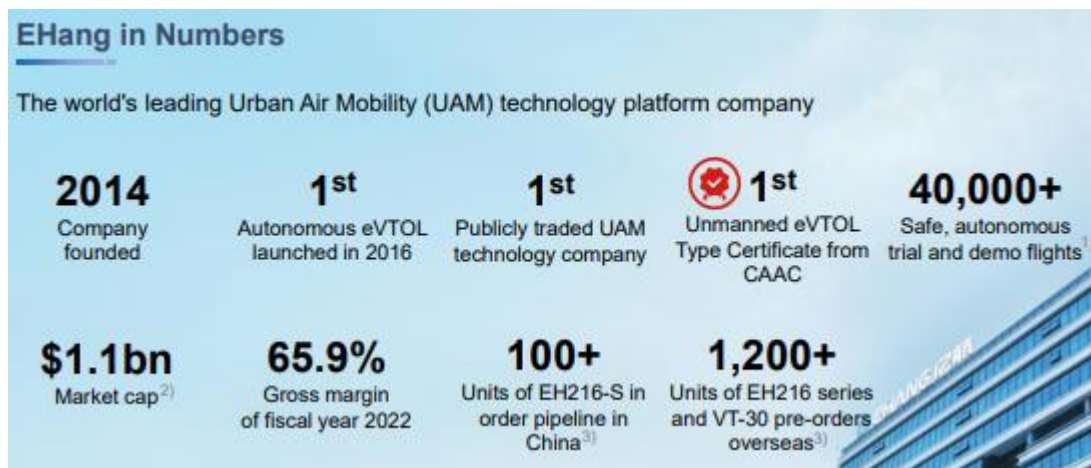 EHang in Numbers
The world's leading Urban Air Mobility (UAM) technology platform company
2014
Company
founded
1st
Autonomous eVTOL
launched in 2016
1st
Publicly traded UAM
technology company
1st
Unmanned eVTOL
Type Certificate from
CAAC
40,000+
Safe, autonomous
trial and demo flights
$1.1bn
Market cap2)
65.9%
Gross margin
of fiscal year 2022
100+
Units of EH216-S in
order pipeline in
China3)
1,200+
Units of EH216 series
and VT-30 pre-orders
overseas3)